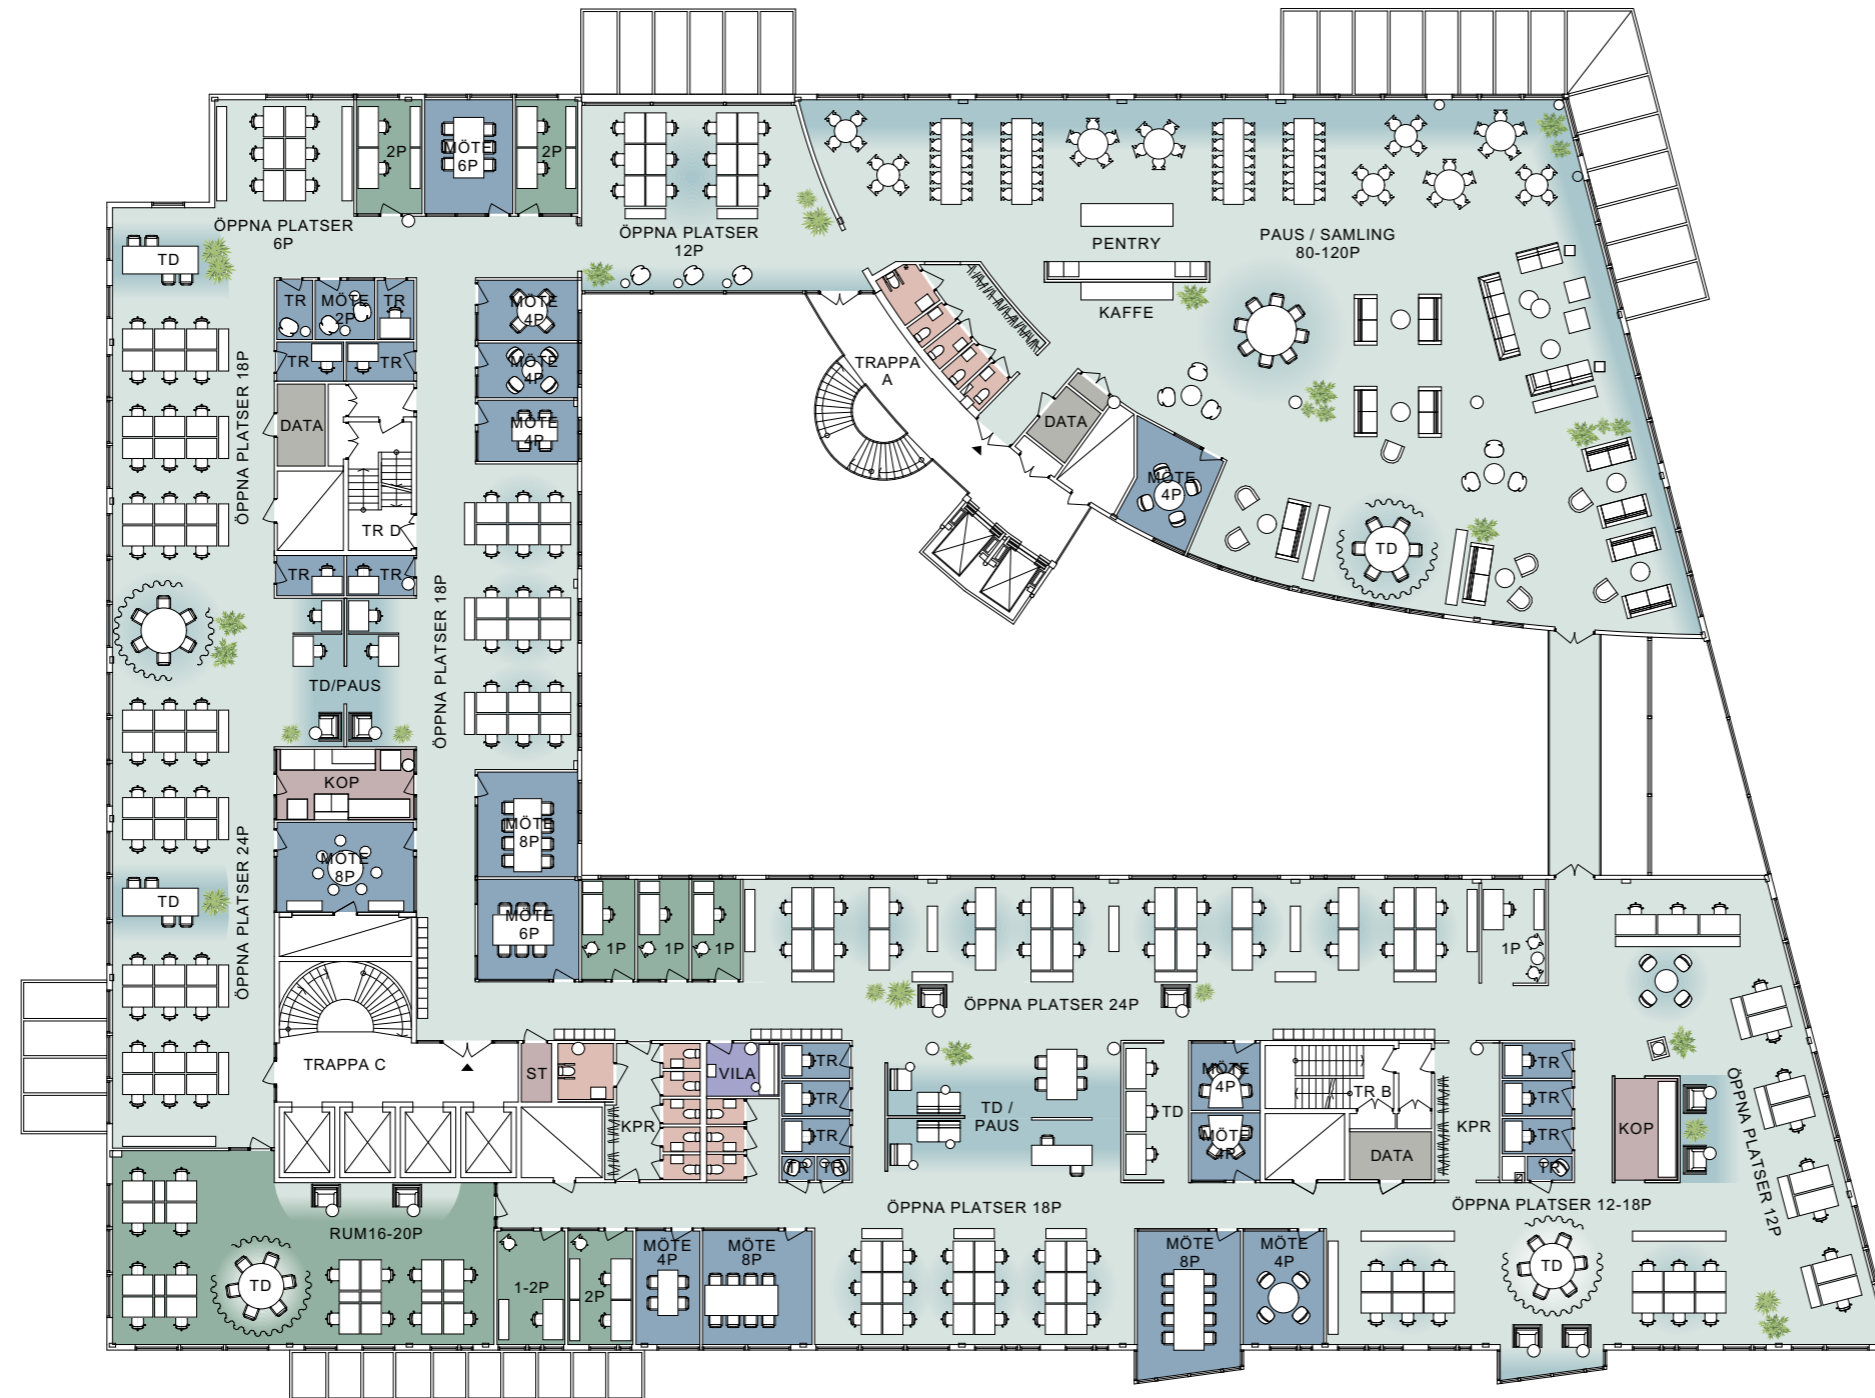 2P
MÖTE
6P
2P
ÖPPNA PLATSER
6P
ÖPPNA PLATSER
12P
PENTRY
PAUS / SAMLING
80-120P
KAFFE
TD
TR
MÖTE
2P
TR
MÖTE
4P
TR
TR
MÖTE
4P
TRAPPA
A
ÖPPNA PLATSER 18P
DATA
MÖTE
4P
DATA
MÖTE
4P
TR D
TD
TR
TR
ÖPPNA PLATSER 18P
TD/PAUS
KOP
MÖTE
8P
MÖTE
8P
ÖPPNA PLATSER 24P
TD
MÖTE
6P
1P
1P
1P
1P
ÖPPNA PLATSER 24P
TRAPPA C
ST
KPR
VILA
TR
TR
TR
TR
TR
TD /
PAUS
TD
MÖTE
4P
MÖTE
4P
TR B
DATA
KPR
TR
TR
TR
TR
KOP
ÖPPNA PLATSER 12P
ÖPPNA PLATSER 18P
ÖPPNA PLATSER 12-18P
RUM16-20P
TD
1-2P
2P
MÖTE
4P
MÖTE
8P
MÖTE
8P
MÖTE
4P
TD